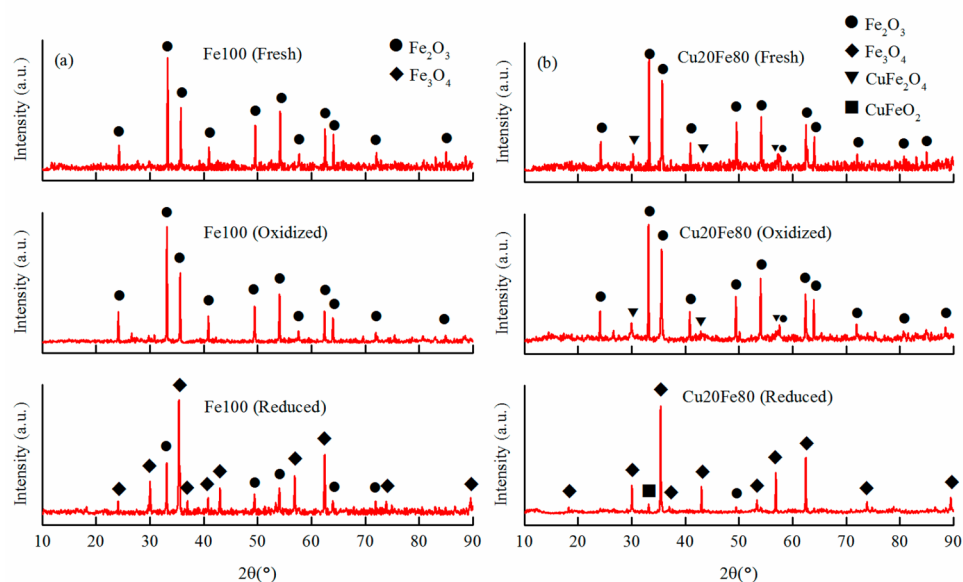 (a)
Fe100 (Fresh)
● Fe₂O₃
◆ Fe₃O₄
Intensity (a.u.)
Fe100 (Oxidized)
Intensity (a.u.)
Fe100 (Reduced)
Intensity (a.u.)
10 20 30 40 50 60 70 80 90
2θ(°)
(b)
Cu20Fe80 (Fresh)
● Fe₂O₃
◆ Fe₃O₄
▼ CuFe₂O₄
■ CuFeO₂
Intensity (a.u.)
Cu20Fe80 (Oxidized)
Intensity (a.u.)
Cu20Fe80 (Reduced)
Intensity (a.u.)
10 20 30 40 50 60 70 80 90
2θ(°)